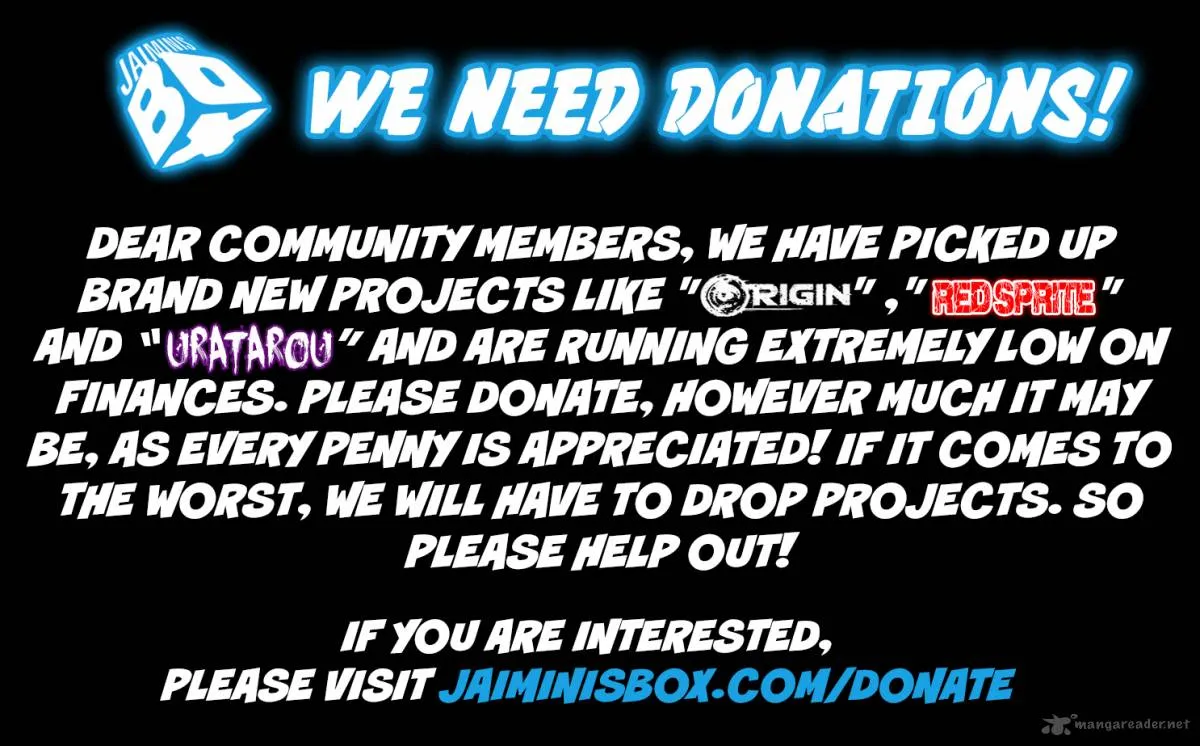 JAIMINIS
BOX
WE NEED DONATIONS!
DEAR COMMUNITY MEMBERS, WE HAVE PICKED UP
BRAND NEW PROJECTS LIKE "ORIGIN" ,"RED SPRITE"
AND "URATAROU" AND ARE RUNNING EXTREMELY LOW ON
FINANCES. PLEASE DONATE, HOWEVER MUCH IT MAY
BE, AS EVERY PENNY IS APPRECIATED! IF IT COMES TO
THE WORST, WE WILL HAVE TO DROP PROJECTS. SO
PLEASE HELP OUT!
IF YOU ARE INTERESTED,
PLEASE VISIT JAIMINISBOX.COM/DONATE
mangareader.net